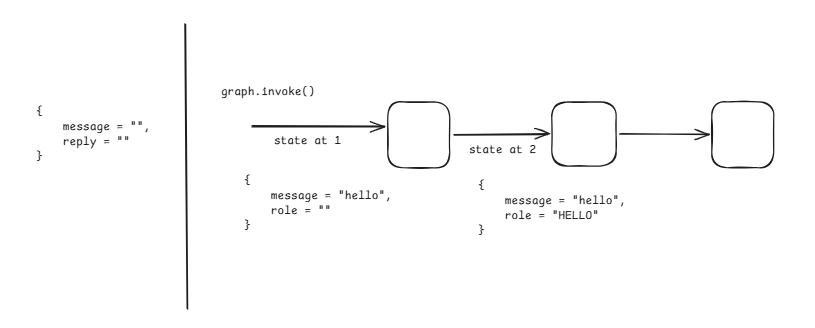 {
message = "",
reply = ""
}
graph.invoke()
state at 1
{
message = "hello",
role = ""
}
state at 2
{
message = "hello",
role = "HELLO"
}